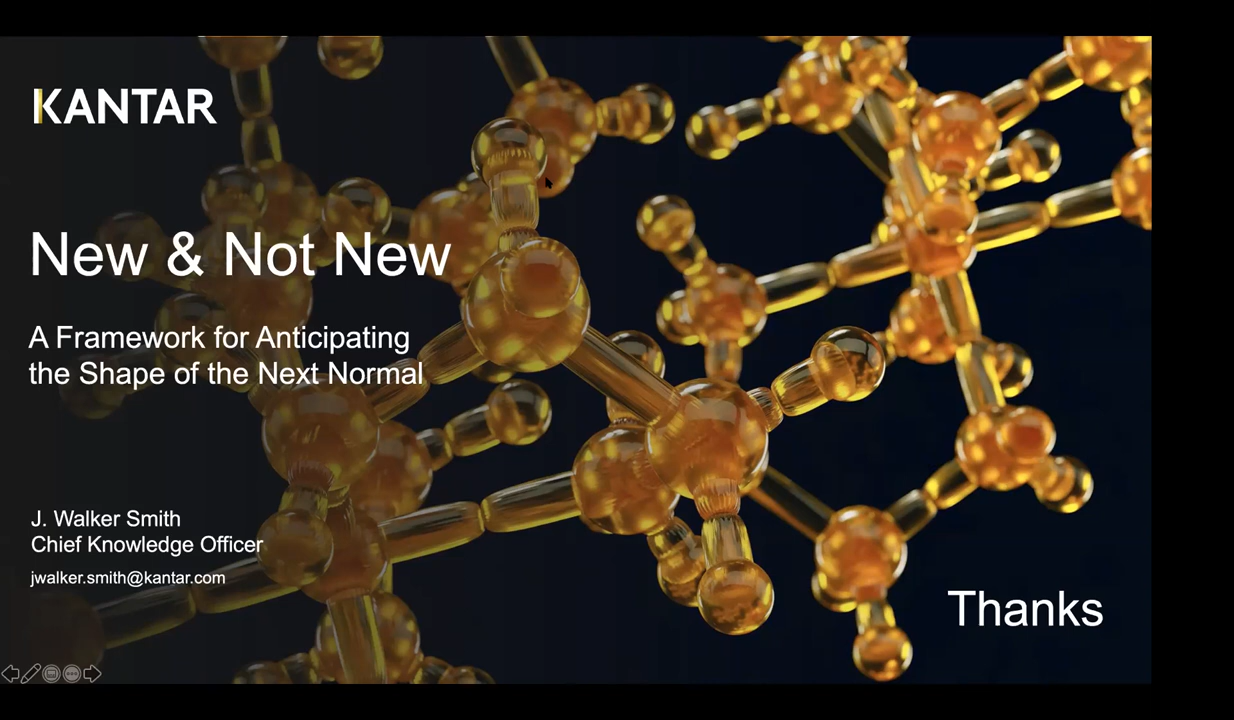 KANTAR
New & Not New
A Framework for Anticipating
the Shape of the Next Normal
J. Walker Smith
Chief Knowledge Officer
jwalker.smith@kantar.com
Thanks